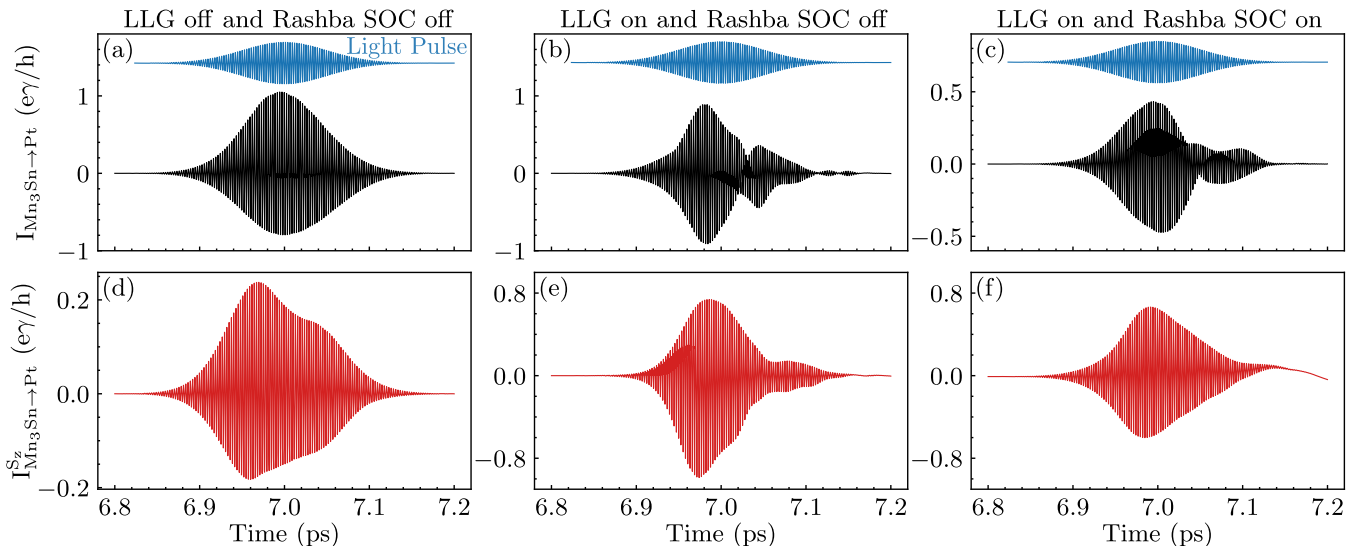 LLG off and Rashba SOC off
LLG on and Rashba SOC off
LLG on and Rashba SOC on
(a)
Light Pulse
(b)
(c)
I_{Mn₃Sn→Pt} (eγ/h)
1
0
−1
1
0
−1
0.5
0.0
−0.5
(d)
(e)
(f)
I^{S_z}_{Mn₃Sn→Pt} (eγ/h)
0.2
0.0
−0.2
0.8
0.0
−0.8
0.8
0.0
−0.8
6.8 6.9 7.0 7.1 7.2
6.8 6.9 7.0 7.1 7.2
6.8 6.9 7.0 7.1 7.2
Time (ps)
Time (ps)
Time (ps)